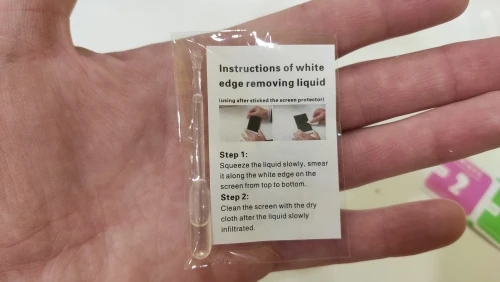 Instructions of white
edge removing liquid
(using after sticked the screen protector)
Step 1:
Squeeze the liquid slowly, smear
it along the white edge on the
screen from top to bottom.
Step 2:
Clean the screen with the dry
cloth after the liquid slowly
infiltrated.